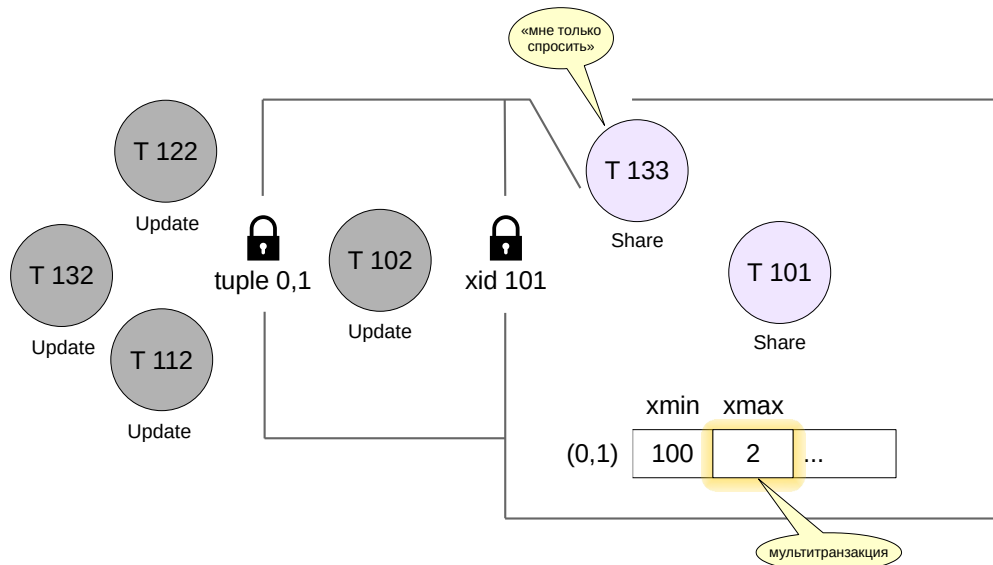 «мне только
спросить»
T 122
Update
T 133
Share
T 132
Update
tuple 0,1
T 102
Update
xid 101
T 101
Share
T 112
Update
xmin xmax
(0,1) 100 2 ...
мультитранзакция